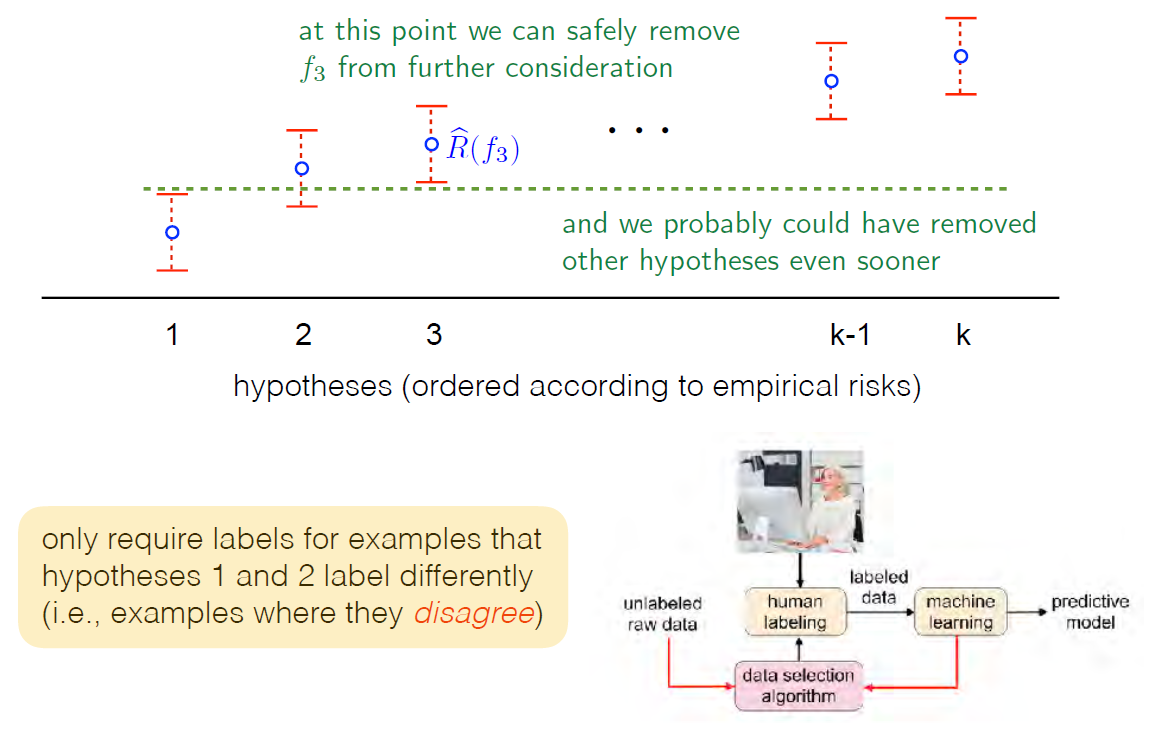 at this point we can safely remove
f₃ from further consideration
R̂(f₃)
. . .
and we probably could have removed
other hypotheses even sooner
1 2 3 k-1 k
hypotheses (ordered according to empirical risks)
only require labels for examples that
hypotheses 1 and 2 label differently
(i.e., examples where they disagree)
unlabeled
raw data
human
labeling
labeled
data
machine
learning
predictive
model
data selection
algorithm